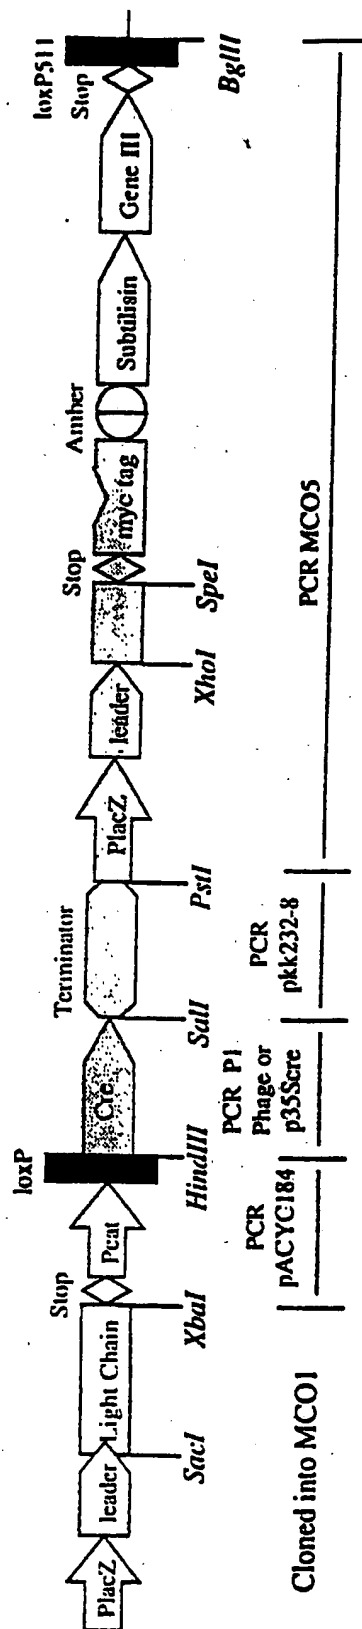 loxP
loxP511
Stop
Terminator
Stop
Amber
Stop
PlacZ
leader
Light Chain
Pcat
Cre
PlacZ
leader
myc tag
Subtilisin
Gene III
SacI
XbaI
HindIII
SalI
PstI
XhoI
SpeI
BglII
Cloned into MCO1
PCR
pACYC184
PCR P1
Phage or
p35Scre
PCR
pkk232-8
PCR MCO5